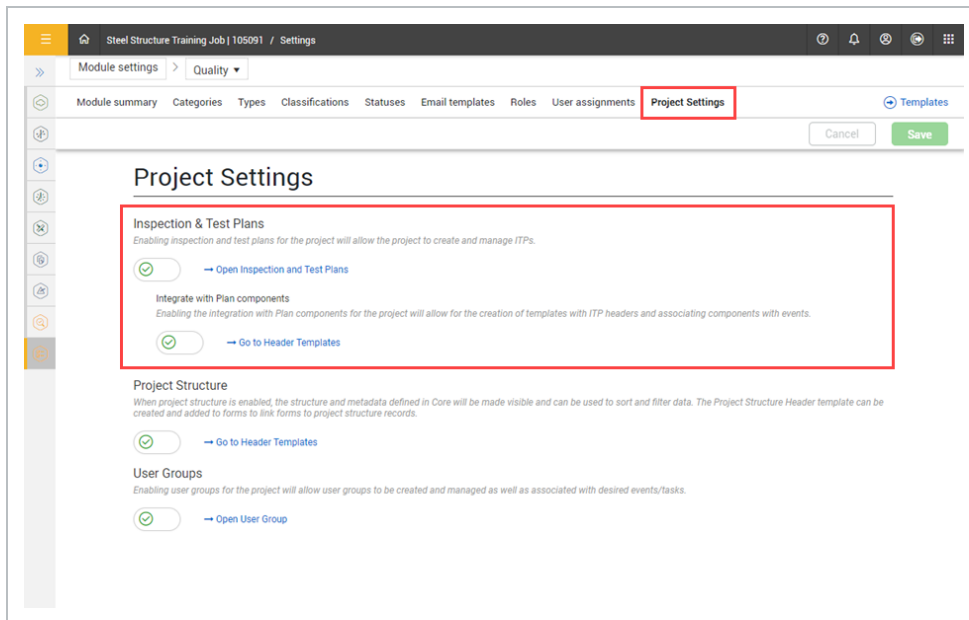 Steel Structure Training Job | 105091 / Settings
Module settings > Quality
Module summary Categories Types Classifications Statuses Email templates Roles User assignments Project Settings Templates
Cancel Save
Project Settings
Inspection & Test Plans
Enabling inspection and test plans for the project will allow the project to create and manage ITPs.
Open Inspection and Test Plans
Integrate with Plan components
Enabling the integration with Plan components for the project will allow for the creation of templates with ITP headers and associating components with events.
Go to Header Templates
Project Structure
When project structure is enabled, the structure and metadata defined in Core will be made visible and can be used to sort and filter data. The Project Structure Header template can be
created and added to forms to link forms to project structure records.
Go to Header Templates
User Groups
Enabling user groups for the project will allow user groups to be created and managed as well as associated with desired events/tasks.
Open User Group